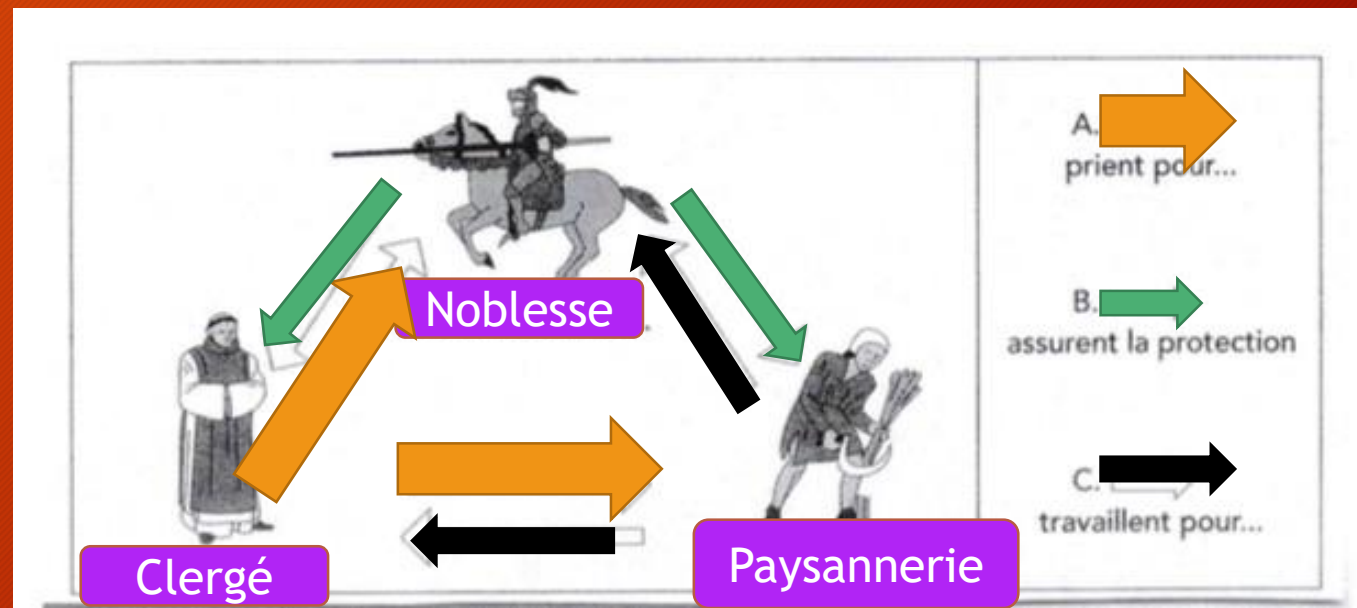 Noblesse
Clergé
Paysannerie
A.
prient pour...
B.
assurent la protection
C.
travaillent pour...